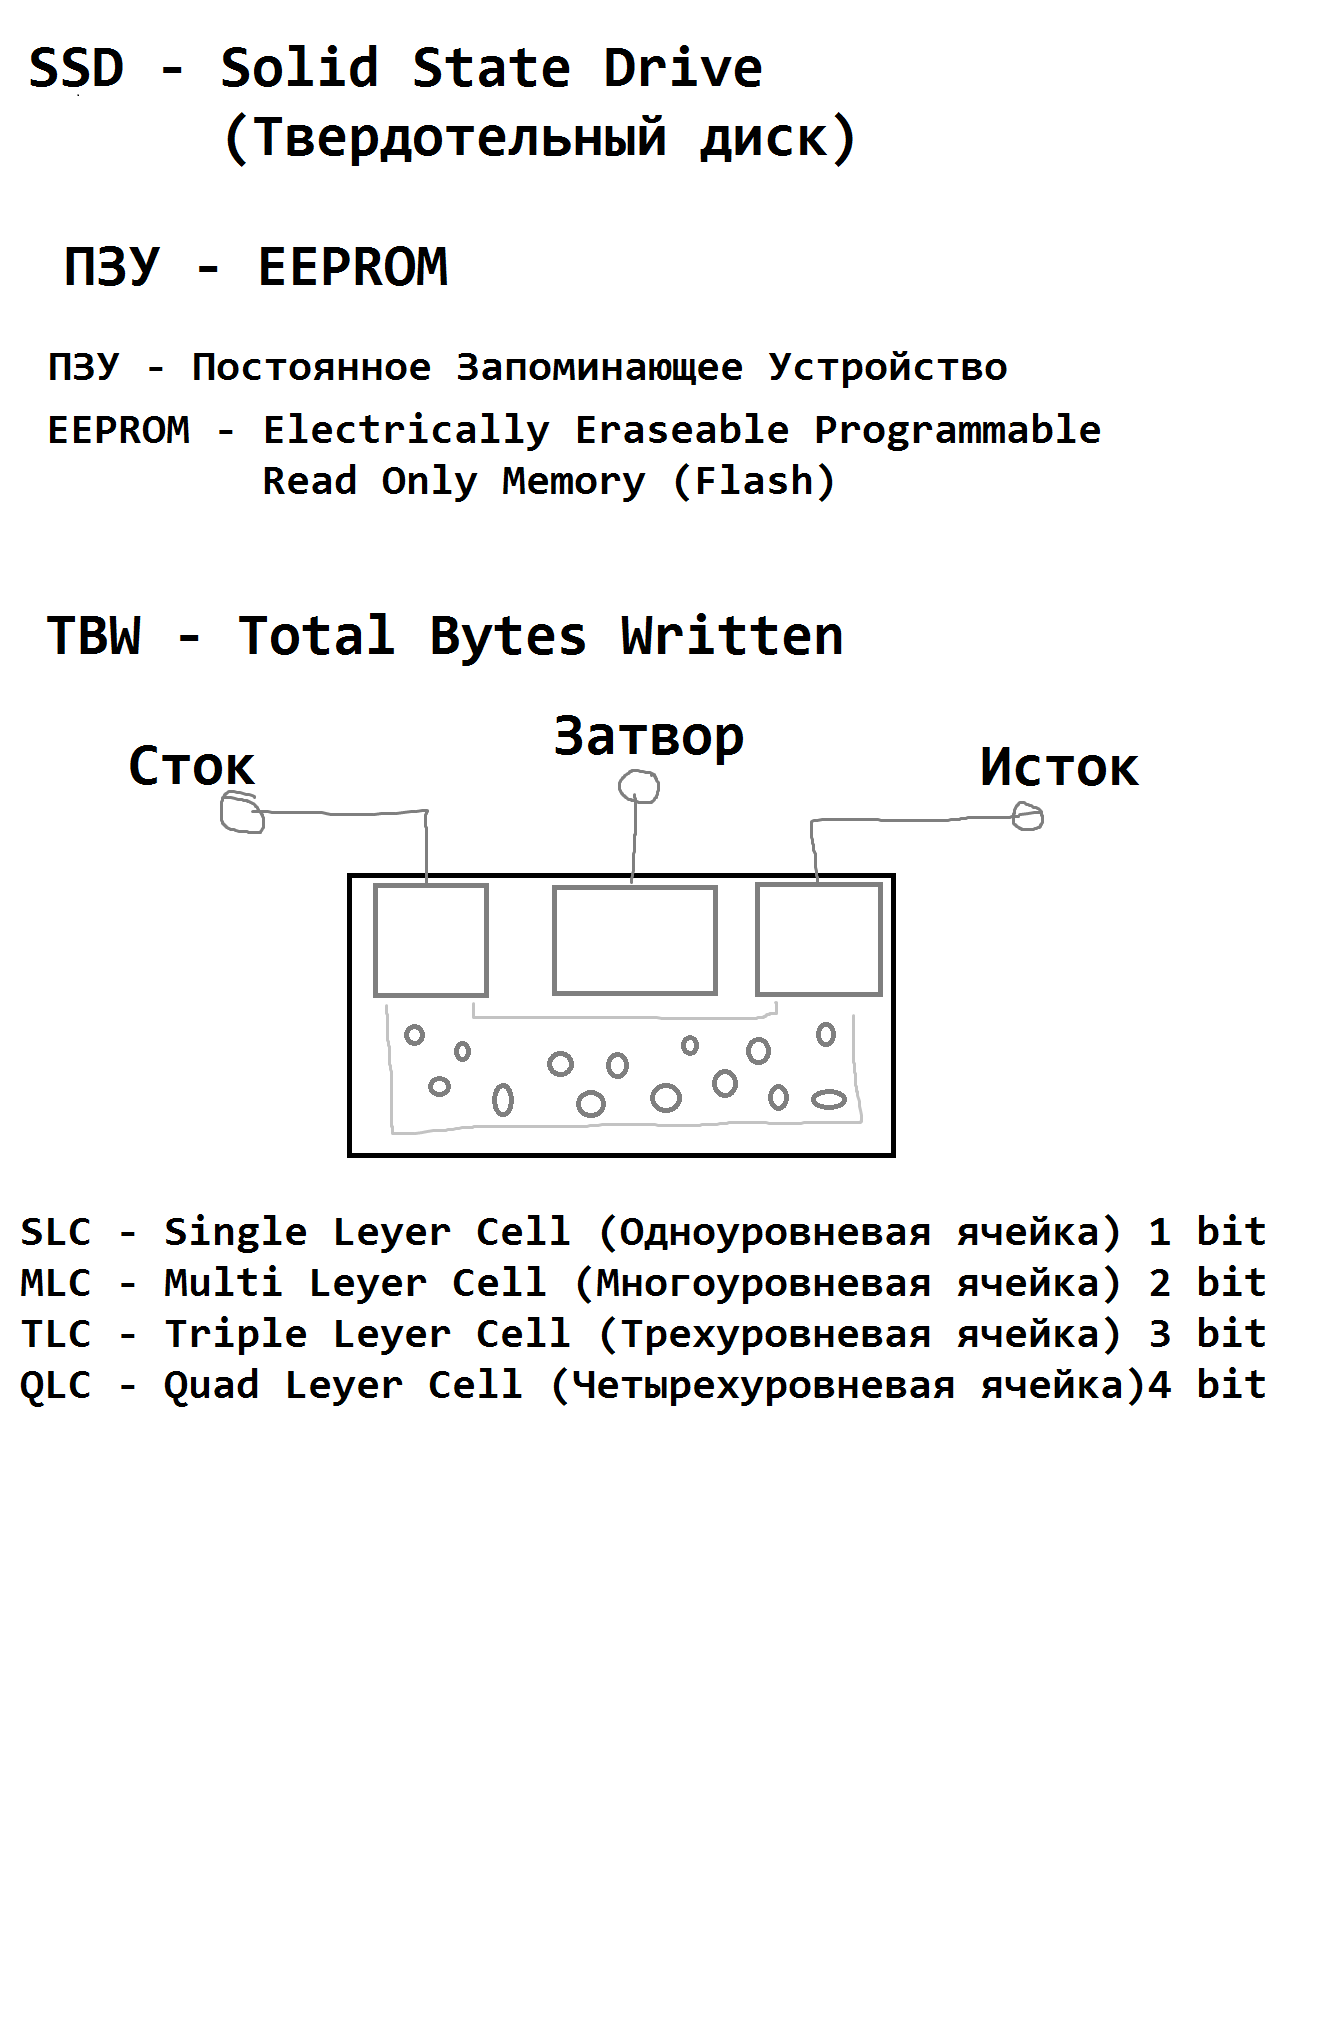 SSD - Solid State Drive
(Твердотельный диск)
ПЗУ - EEPROM
ПЗУ - Постоянное Запоминающее Устройство
EEPROM - Electrically Eraseable Programmable
Read Only Memory (Flash)
TBW - Total Bytes Written
Затвор
Сток
Исток
SLC - Single Leyer Cell (Одноуровневая ячейка) 1 bit
MLC - Multi Leyer Cell (Многоуровневая ячейка) 2 bit
TLC - Triple Leyer Cell (Трехуровневая ячейка) 3 bit
QLC - Quad Leyer Cell (Четырехуровневая ячейка)4 bit